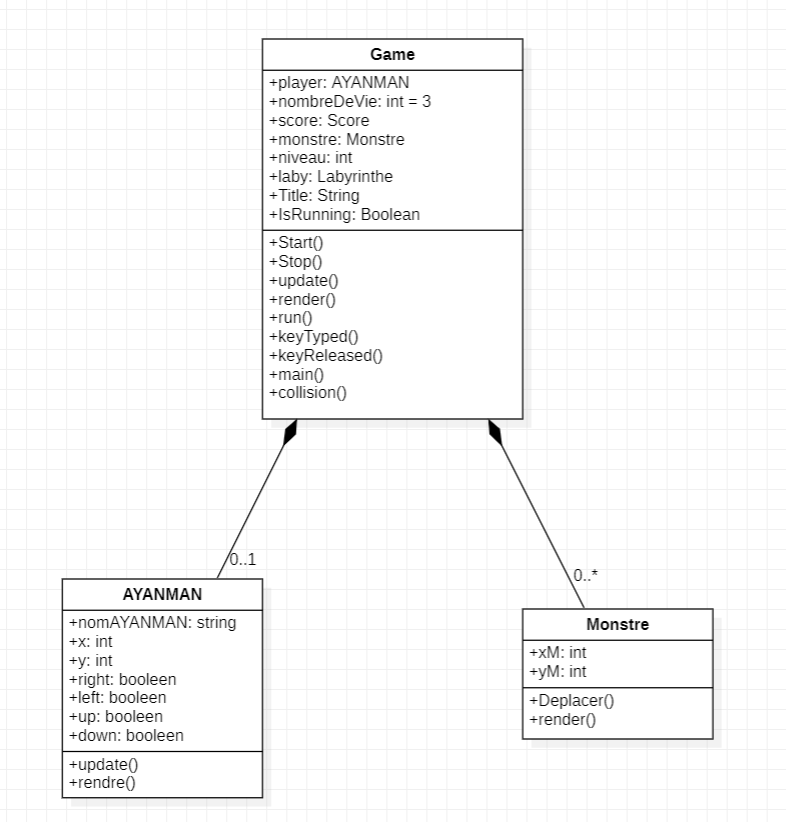 Game
+player: AYANMAN
+nombreDeVie: int = 3
+score: Score
+monstre: Monstre
+niveau: int
+laby: Labyrinthe
+Title: String
+IsRunning: Boolean
+Start()
+Stop()
+update()
+render()
+run()
+keyTyped()
+keyReleased()
+main()
+collision()
0..1
0..*
AYANMAN
+nomAYANMAN: string
+x: int
+y: int
+right: booleen
+left: booleen
+up: booleen
+down: booleen
+update()
+rendre()
Monstre
+xM: int
+yM: int
+Deplacer()
+render()